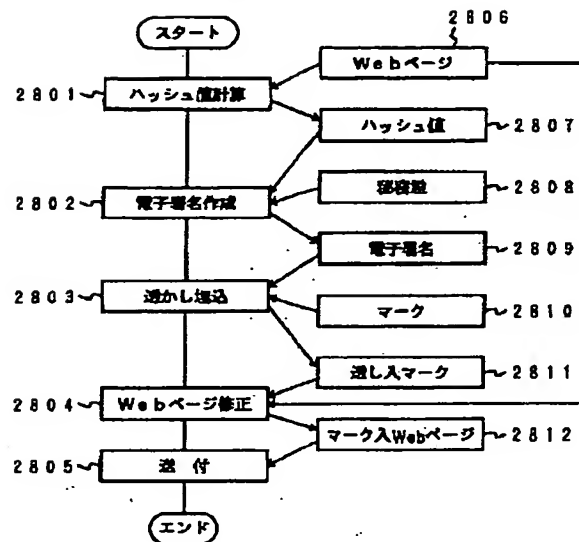 2806
スタート
Webページ
2801 ハッシュ値計算
ハッシュ値 2807
2802 電子署名作成
秘密鍵 2808
電子署名 2809
2803 透かし埋込
マーク 2810
透し入マーク 2811
2804 Webページ修正
マーク入Webページ 2812
2805 送 付
エンド